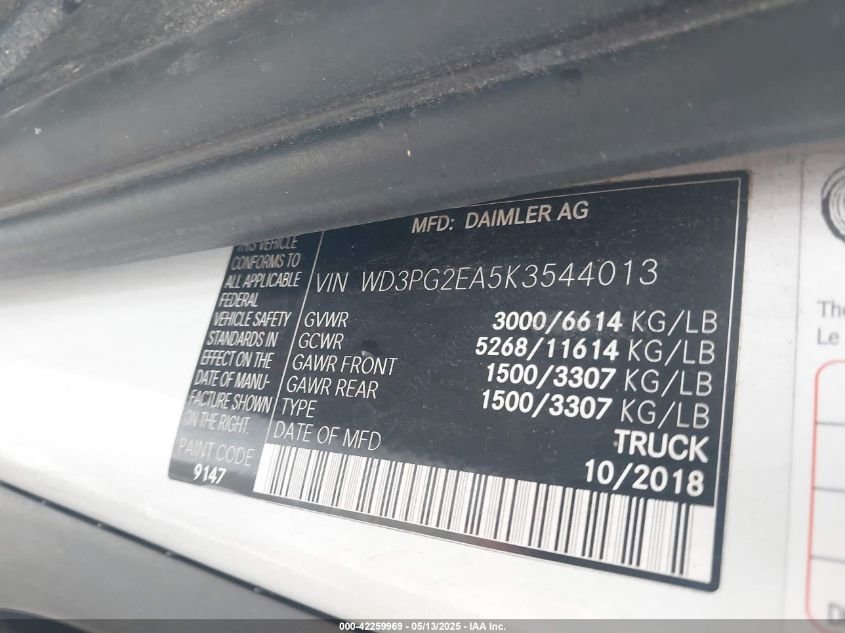 MFD: DAIMLER AG
THIS VEHICLE
CONFORMS TO
ALL APPLICABLE
FEDERAL
VEHICLE SAFETY
STANDARDS IN
EFFECT ON THE
DATE OF MANU-
FACTURE SHOWN
ON THE RIGHT.
PAINT CODE
9147
VIN WD3PG2EA5K3544013
GVWR 3000/6614 KG/LB
GCWR 5268/11614 KG/LB
GAWR FRONT 1500/3307 KG/LB
GAWR REAR 1500/3307 KG/LB
TYPE TRUCK
DATE OF MFD 10/2018
The
Le
000-42259969 - 05/13/2025 - IAA Inc.